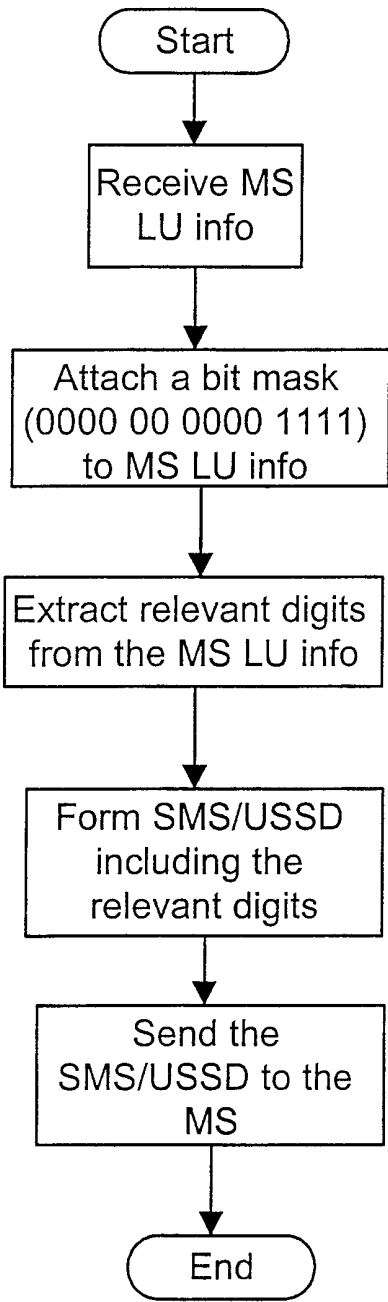 Start
Receive MS
LU info
Attach a bit mask
(0000 00 0000 1111)
to MS LU info
Extract relevant digits
from the MS LU info
Form SMS/USSD
including the
relevant digits
Send the
SMS/USSD to the
MS
End